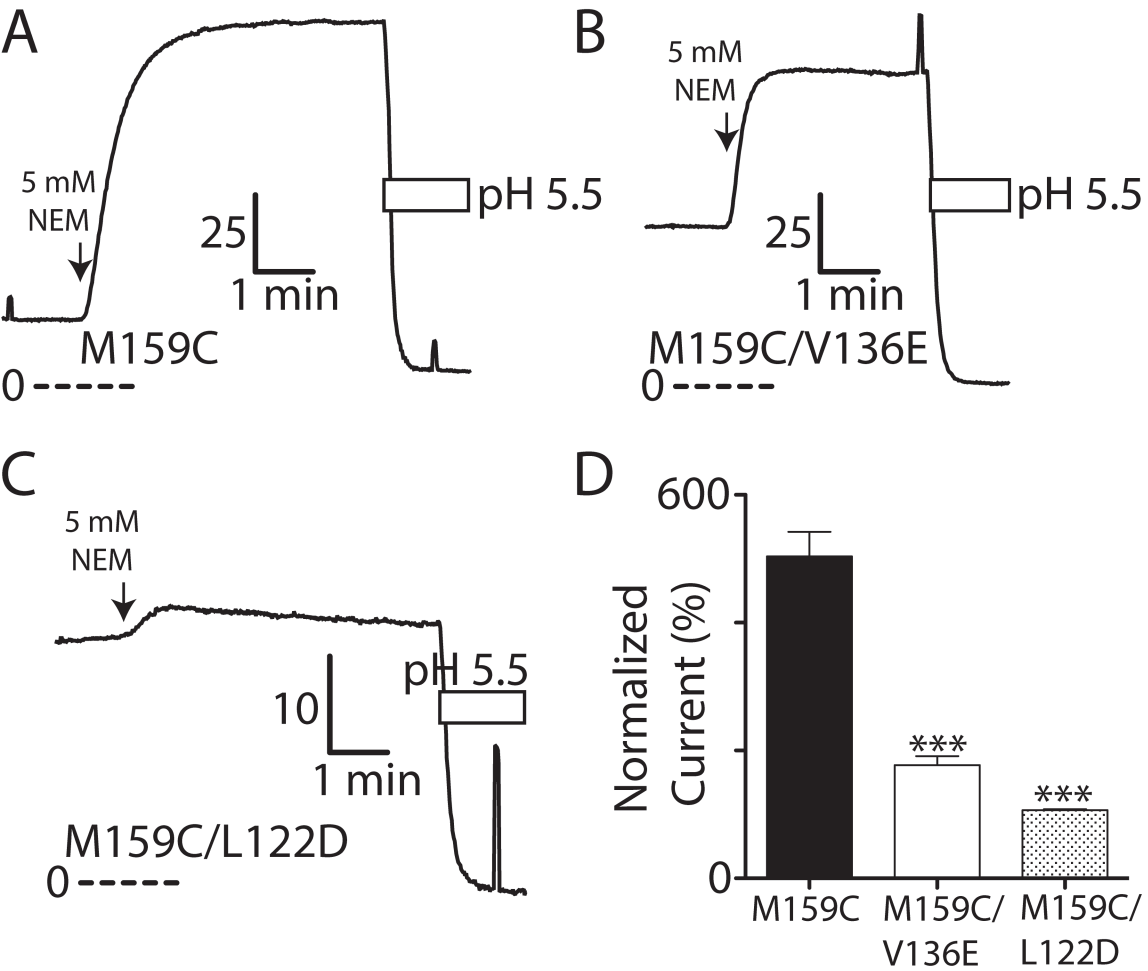 A
5 mM
NEM
25
1 min
pH 5.5
M159C
0
B
5 mM
NEM
25
1 min
pH 5.5
M159C/V136E
0
C
5 mM
NEM
pH 5.5
10
1 min
M159C/L122D
0
D
600
Normalized
Current (%)
0
***
***
M159C
M159C/
V136E
M159C/
L122D